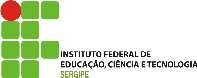 INSTITUTO FEDERAL DE
EDUCAÇÃO, CIÊNCIA E TECNOLOGIA
SERGIPE